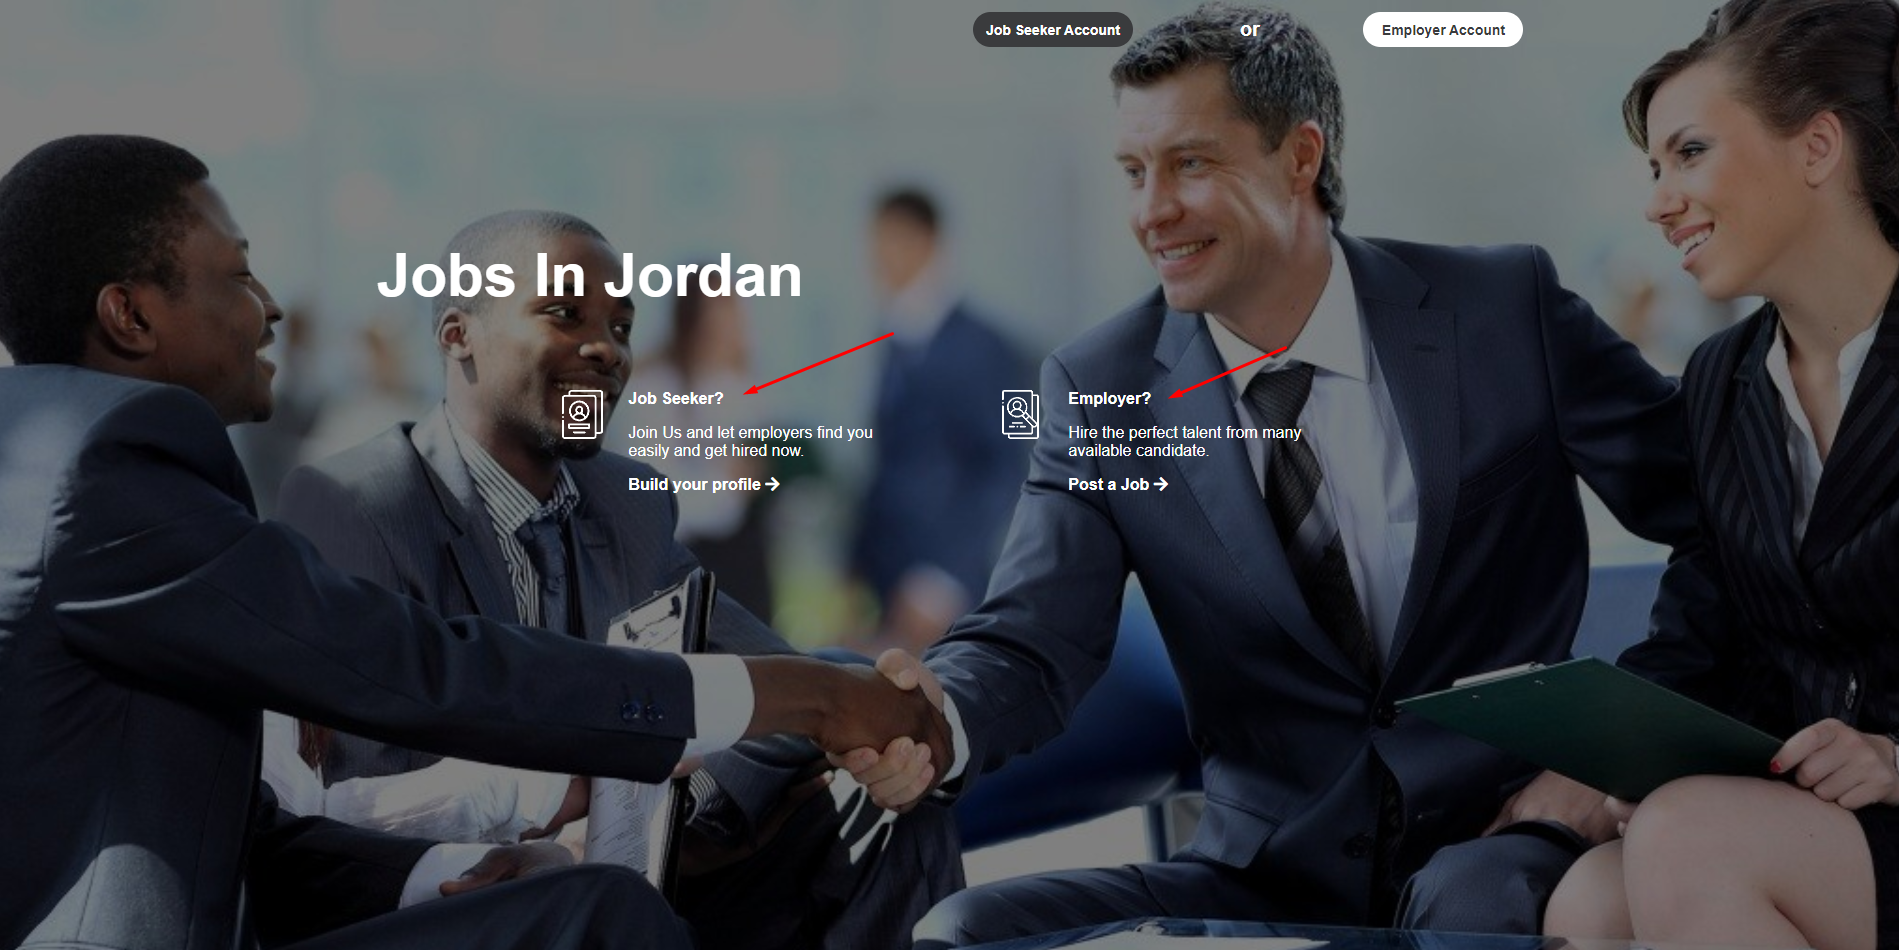 Job Seeker Account
or
Employer Account
Jobs In Jordan
Job Seeker?
Join Us and let employers find you
easily and get hired now.
Build your profile →
Employer?
Hire the perfect talent from many
available candidate.
Post a Job →